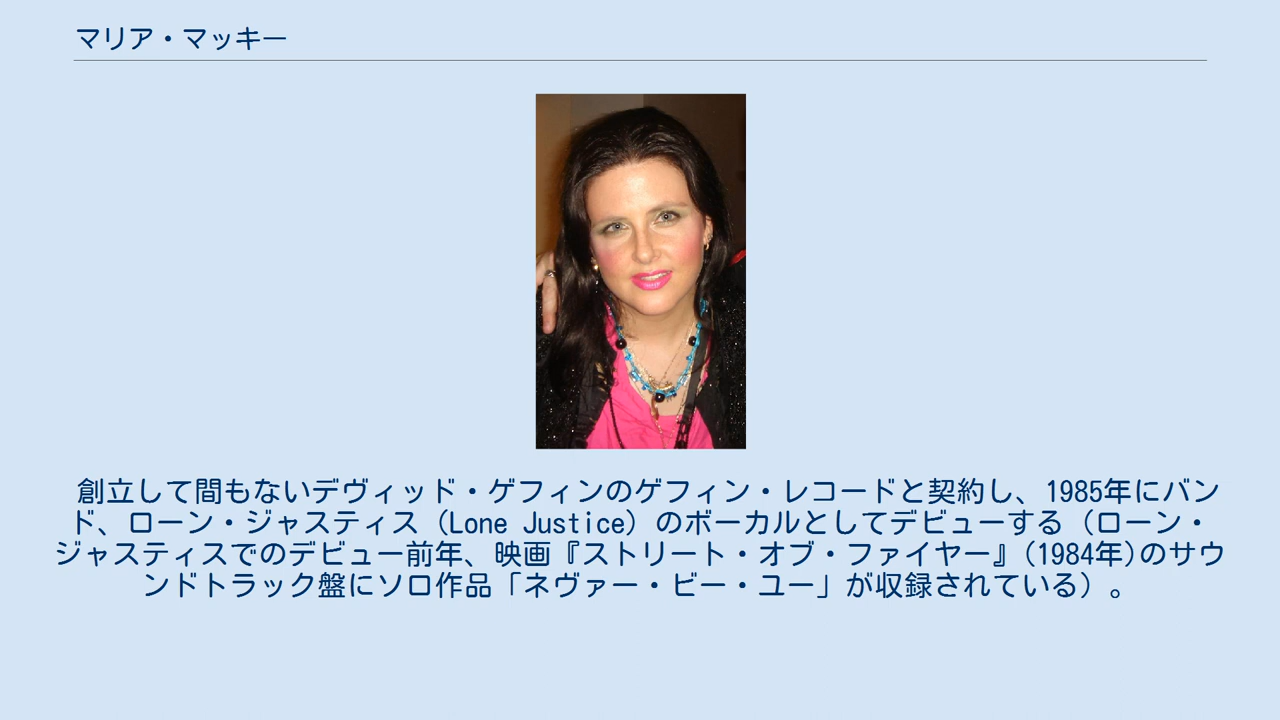 マリア・マッキー
創立して間もないデヴィッド・ゲフィンのゲフィン・レコードと契約し、1985年にバン
ド、ローン・ジャスティス（Lone Justice）のボーカルとしてデビューする（ローン・
ジャスティスでのデビュー前年、映画『ストリート・オブ・ファイヤー』(1984年)のサウ
ンドトラック盤にソロ作品「ネヴァー・ビー・ユー」が収録されている）。